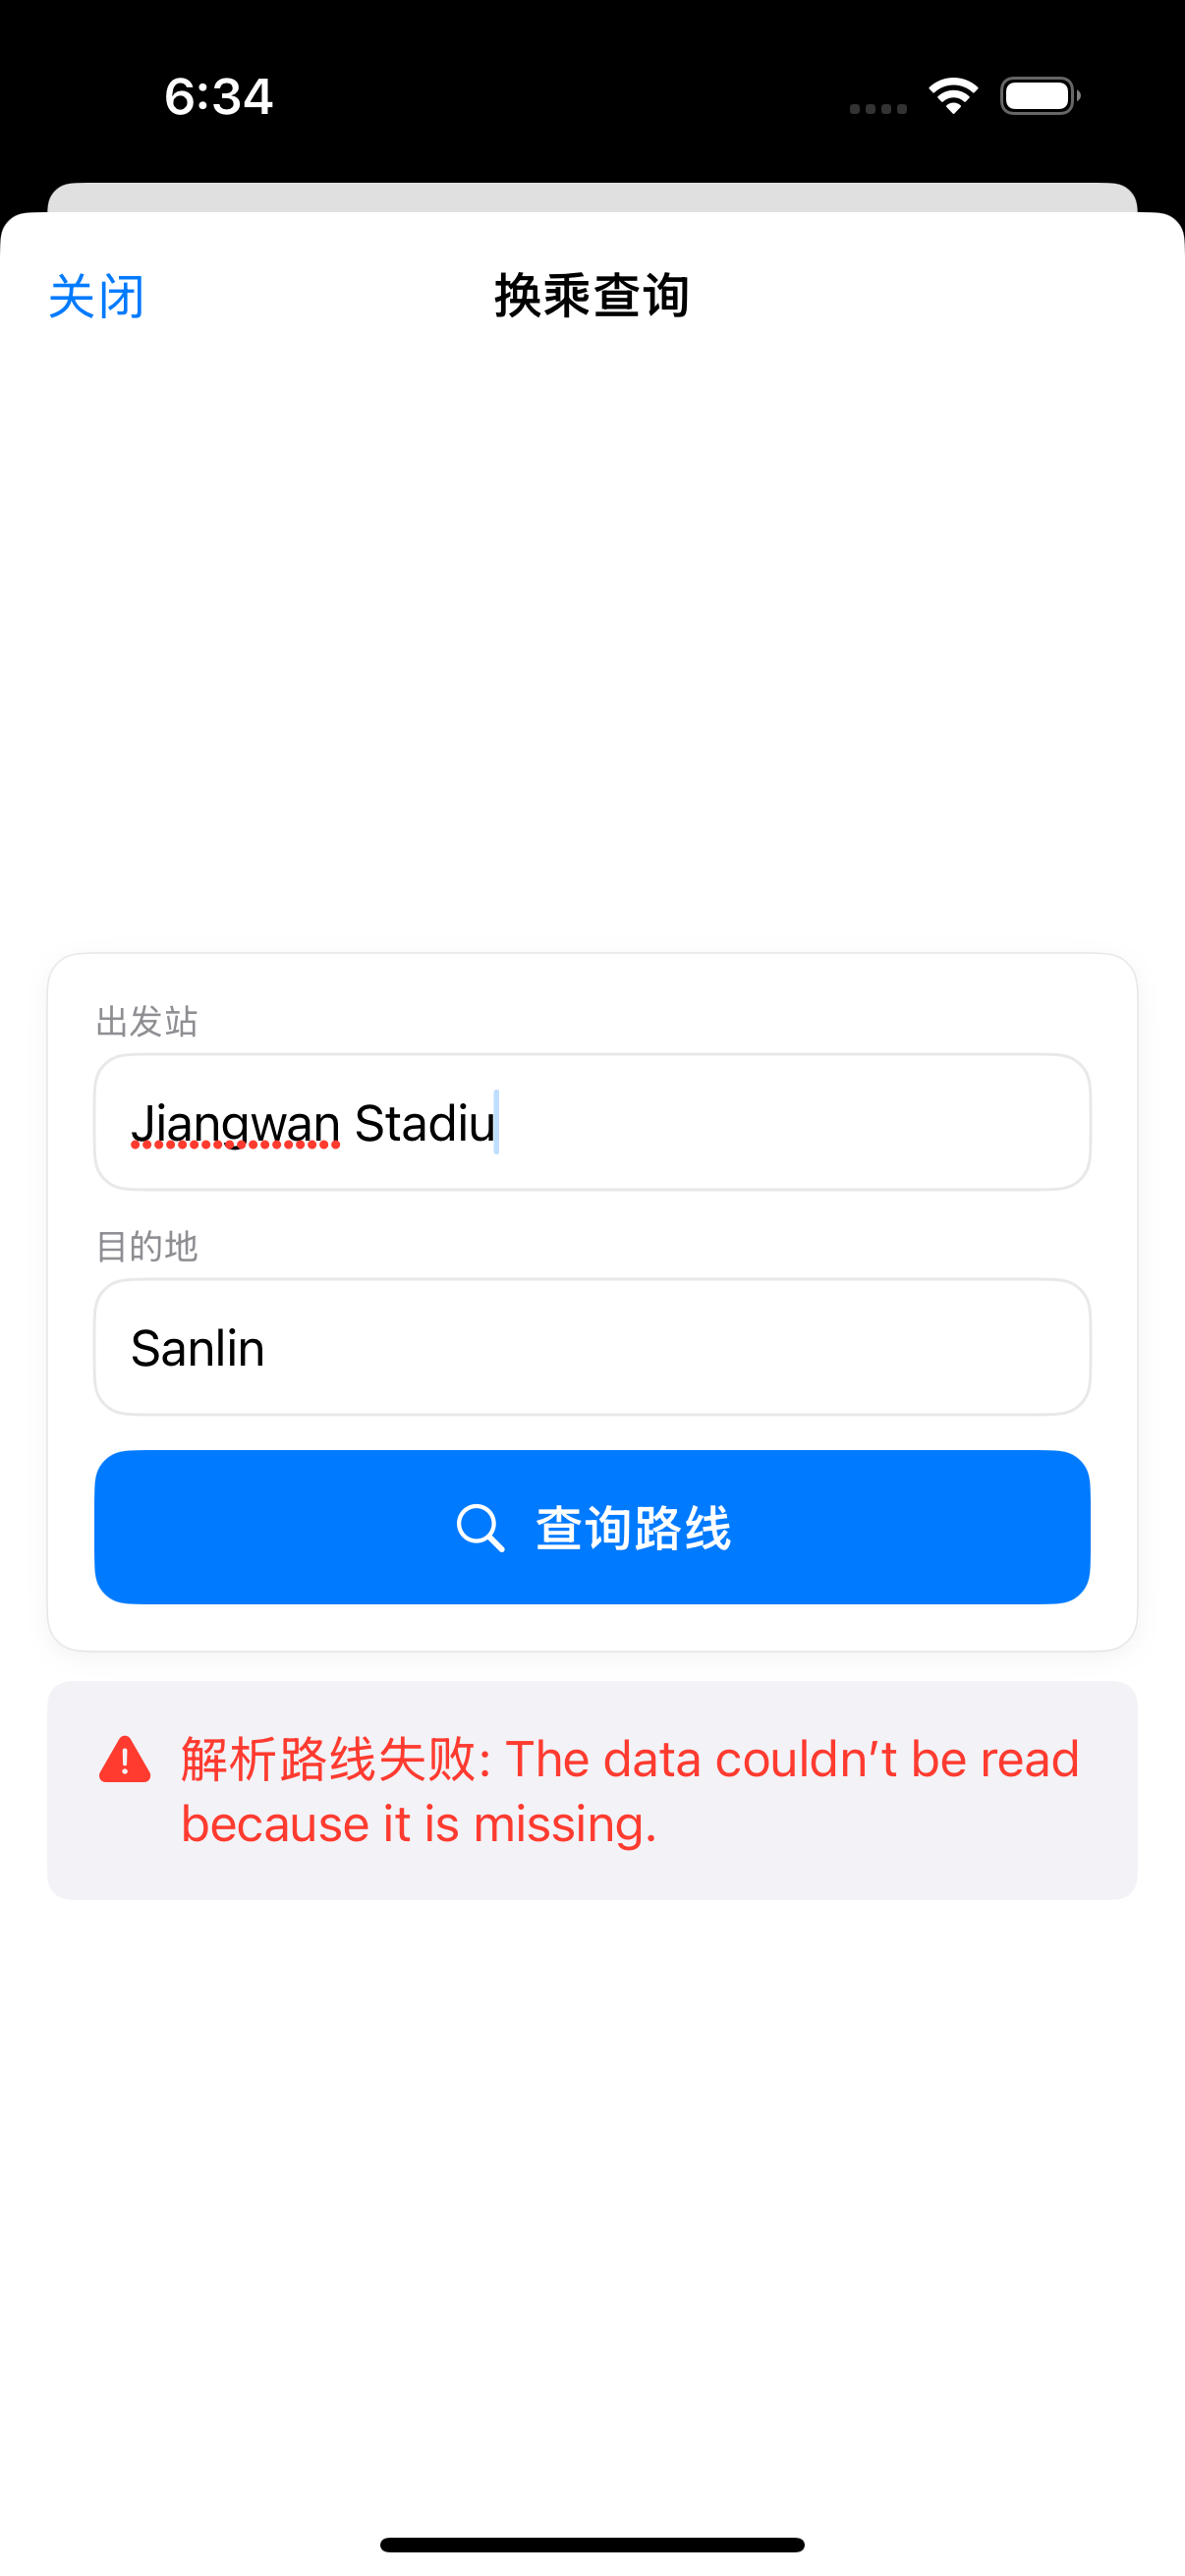 6:34
关闭
换乘查询
出发站
Jiangwan Stadiu
目的地
Sanlin
查询路线
解析路线失败: The data couldn’t be read
because it is missing.